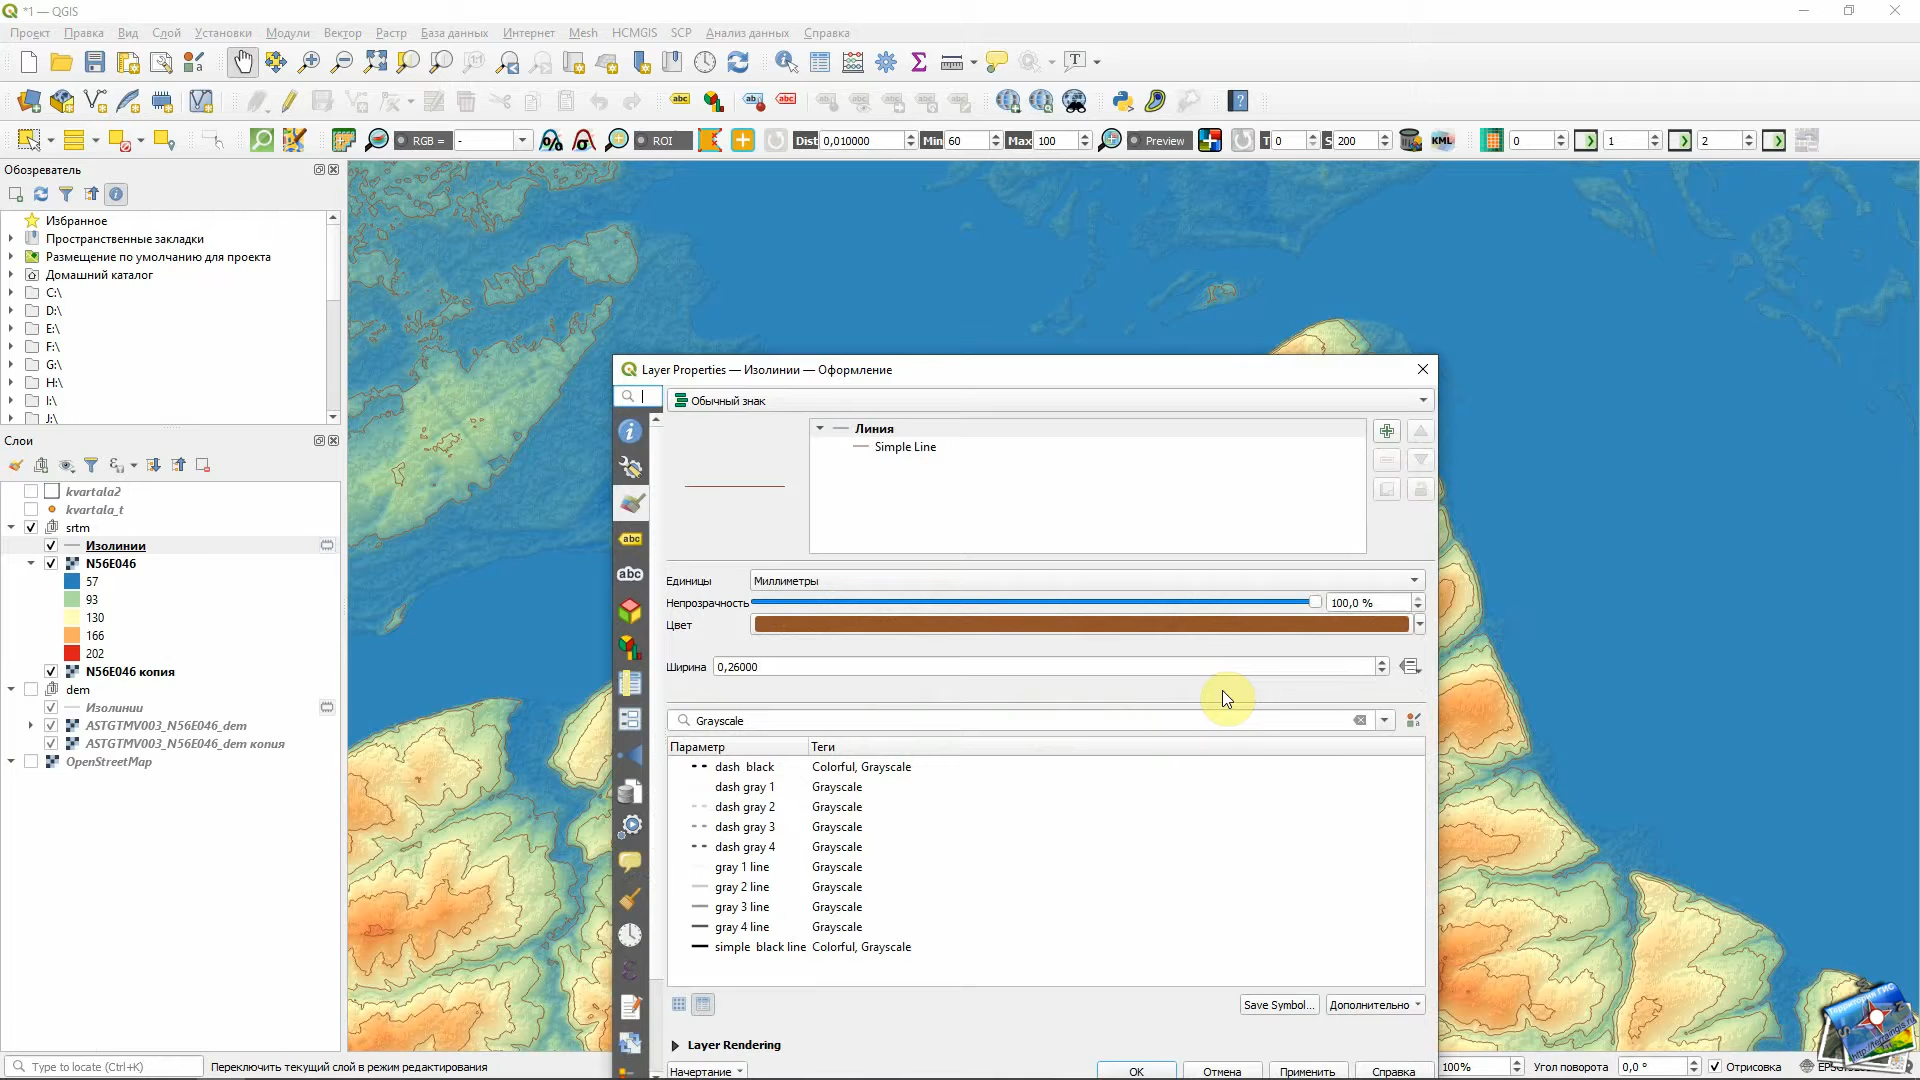 *1 — QGIS
Проект Правка Вид Слой Установки Модули Вектор Растр База данных Интернет Mesh HCMGIS SCP Анализ данных Справка
RGB = - ROI Dist 0,010000 Min 60 Max 100 Preview T 0 S 200 KML 0 1 2
Обозреватель
Избранное
Пространственные закладки
Размещение по умолчанию для проекта
Домашний каталог
C:\
D:\
E:\
F:\
G:\
H:\
I:\
J:\
Слои
kvartala2
kvartala_t
srtm
Изолинии
N56E046
57
93
130
166
202
N56E046 копия
dem
Изолинии
ASTGTMV003_N56E046_dem
ASTGTMV003_N56E046_dem копия
OpenStreetMap
Layer Properties — Изолинии — Оформление
Обычный знак
Линия
Simple Line
Единицы Миллиметры
Непрозрачность 100,0 %
Цвет
Ширина 0,26000
Grayscale
Параметр Теги
dash black Colorful, Grayscale
dash gray 1 Grayscale
dash gray 2 Grayscale
dash gray 3 Grayscale
dash gray 4 Grayscale
gray 1 line Grayscale
gray 2 line Grayscale
gray 3 line Grayscale
gray 4 line Grayscale
simple black line Colorful, Grayscale
Save Symbol... Дополнительно
Layer Rendering
Начертание OK Отмена Применить Справка
Type to locate (Ctrl+K) Переключить текущий слой в режим редактирования 100% Угол поворота 0,0 ° Отрисовка